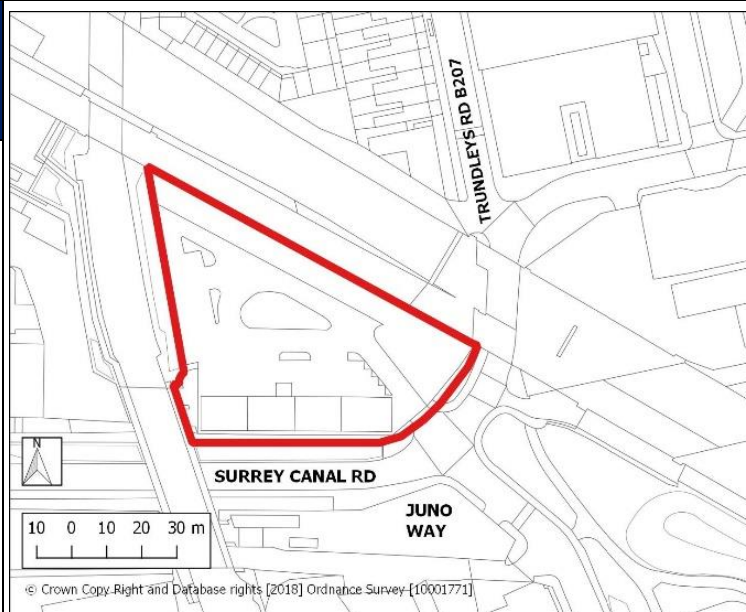 TRUNDLEYS RD B207
N
SURREY CANAL RD
JUNO
WAY
10 0 10 20 30 m
© Crown Copy Right and Database rights [2018] Ordnance Survey [10001771]